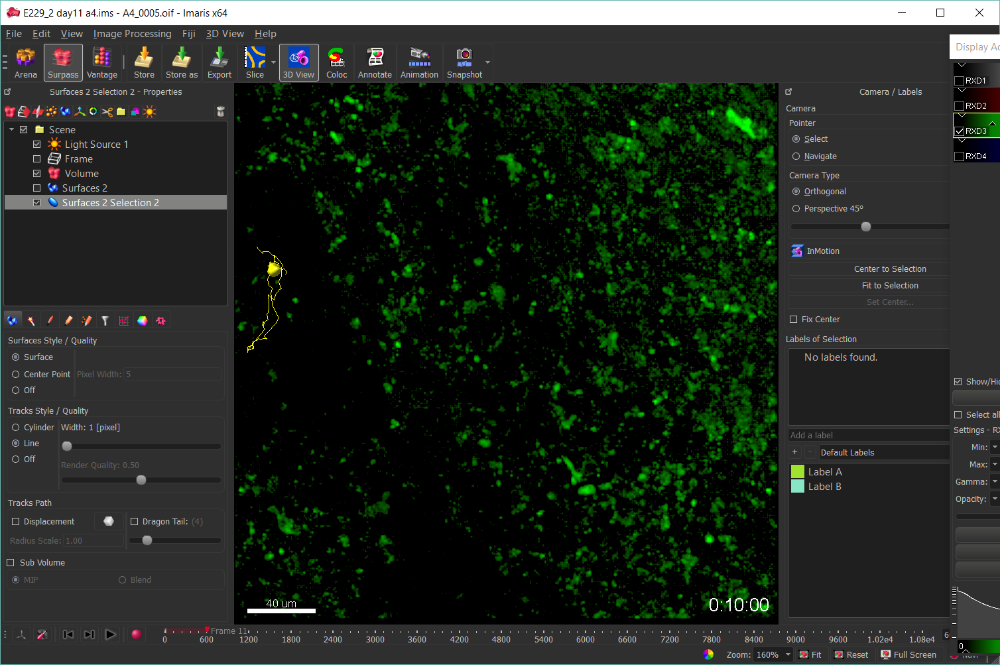 E229_2 day11 a4.ims - A4_0005.oif - Imaris x64
File Edit View Image Processing Fiji 3D View Help
Arena Surpass Vantage Store Store as Export Slice 3D View Coloc Annotate Animation Snapshot
Display Ad
RXD1
RXD2
RXD3
RXD4
Surfaces 2 Selection 2 - Properties
Scene
Light Source 1
Frame
Volume
Surfaces 2
Surfaces 2 Selection 2
Surfaces Style / Quality
Surface
Center Point Pixel Width: 5
Off
Tracks Style / Quality
Cylinder Width: 1 [pixel]
Line
Off
Render Quality: 0.50
Tracks Path
Displacement Dragon Tail: (4)
Radius Scale: 1.00
Sub Volume
MIP Blend
40 um
0:10:00
Camera / Labels
Camera
Pointer
Select
Navigate
Camera Type
Orthogonal
Perspective 45º
InMotion
Center to Selection
Fit to Selection
Set Center...
Fix Center
Labels of Selection
No labels found.
Add a label
+ - Default Labels
Label A
Label B
Show/Hid
Select all
Settings - RX
Min:
Max:
Gamma:
Opacity:
0
Frame 11
0 600 1200 1800 2400 3000 3600 4200 4800 5400 6000 6600 7200 7800 8400 9000 9600 1.02e4 1.08e4 6
Zoom: 160% Fit Reset Full Screen Navi